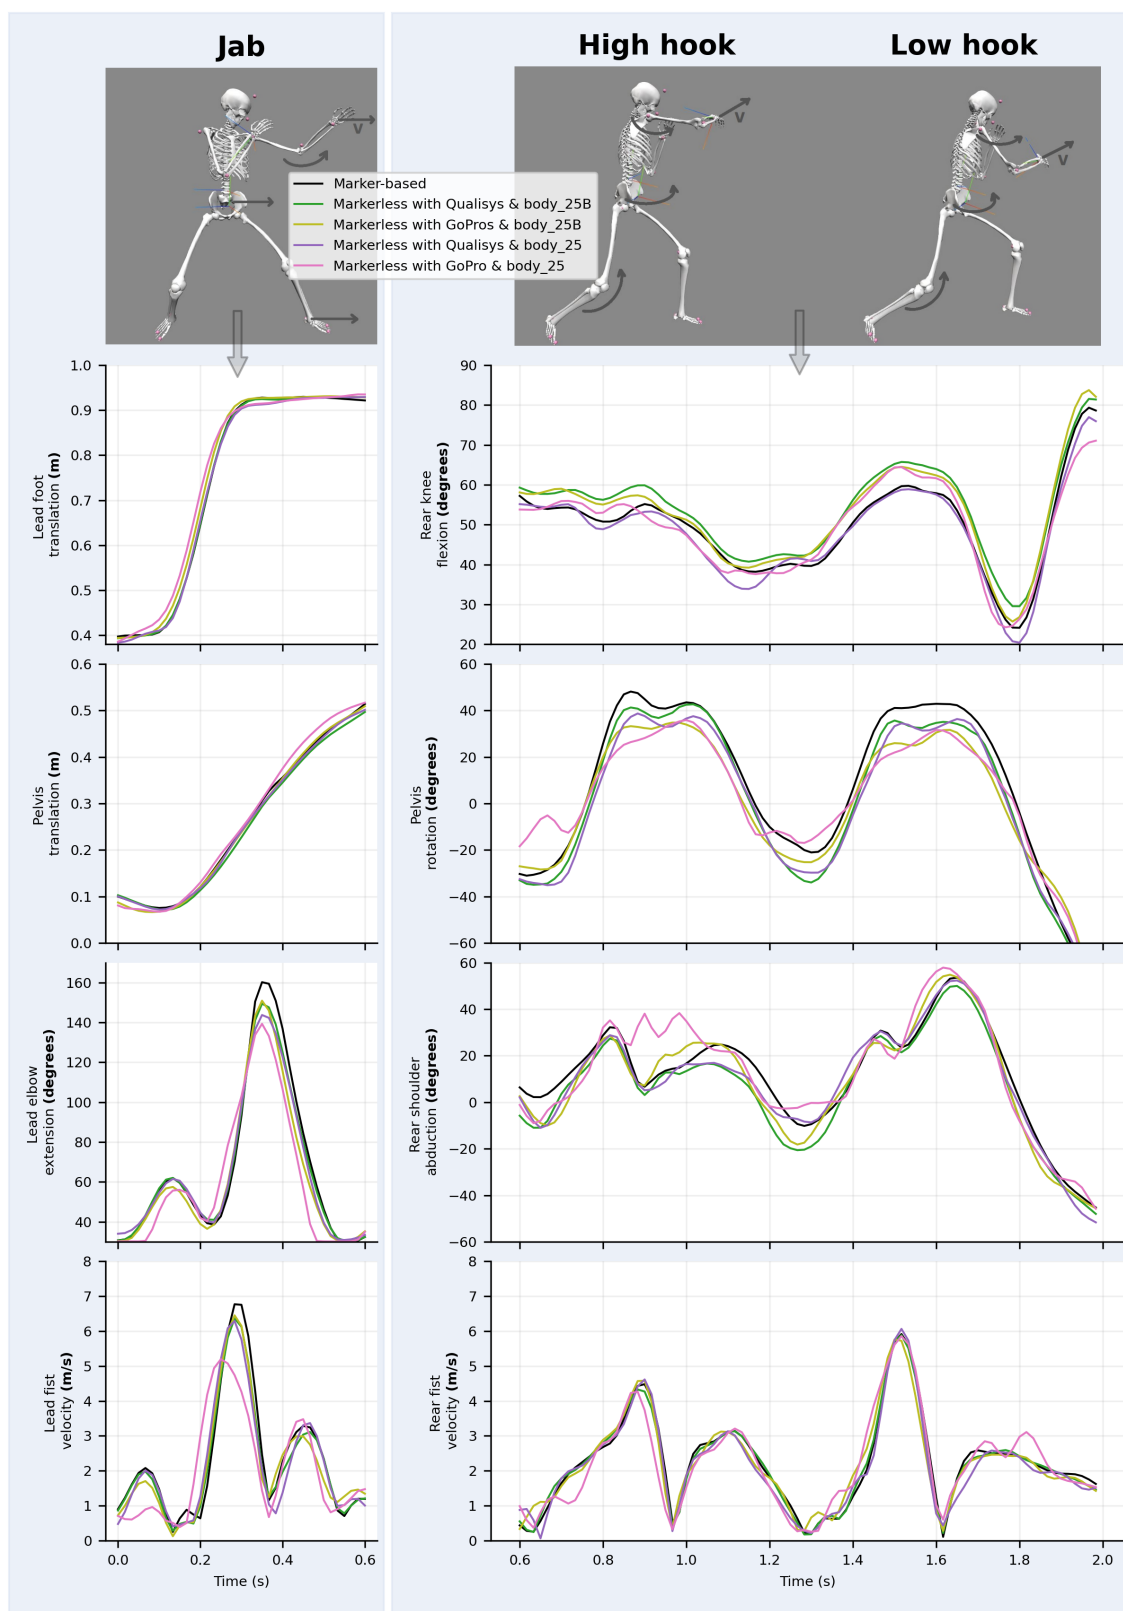 Jab
High hook
Low hook
v
v
v
Marker-based
Markerless with Qualisys & body_25B
Markerless with GoPros & body_25B
Markerless with Qualisys & body_25
Markerless with GoPro & body_25
Lead foot
translation (m)
1.0
0.9
0.8
0.7
0.6
0.5
0.4
Rear knee
flexion (degrees)
90
80
70
60
50
40
30
20
Pelvis
translation (m)
0.6
0.5
0.4
0.3
0.2
0.1
0.0
Pelvis
rotation (degrees)
60
40
20
0
−20
−40
−60
Lead elbow
extension (degrees)
160
140
120
100
80
60
40
Rear shoulder
abduction (degrees)
60
40
20
0
−20
−40
−60
Lead fist
velocity (m/s)
8
7
6
5
4
3
2
1
0
0.0 0.2 0.4 0.6
Time (s)
Rear fist
velocity (m/s)
8
7
6
5
4
3
2
1
0
0.6 0.8 1.0 1.2 1.4 1.6 1.8 2.0
Time (s)